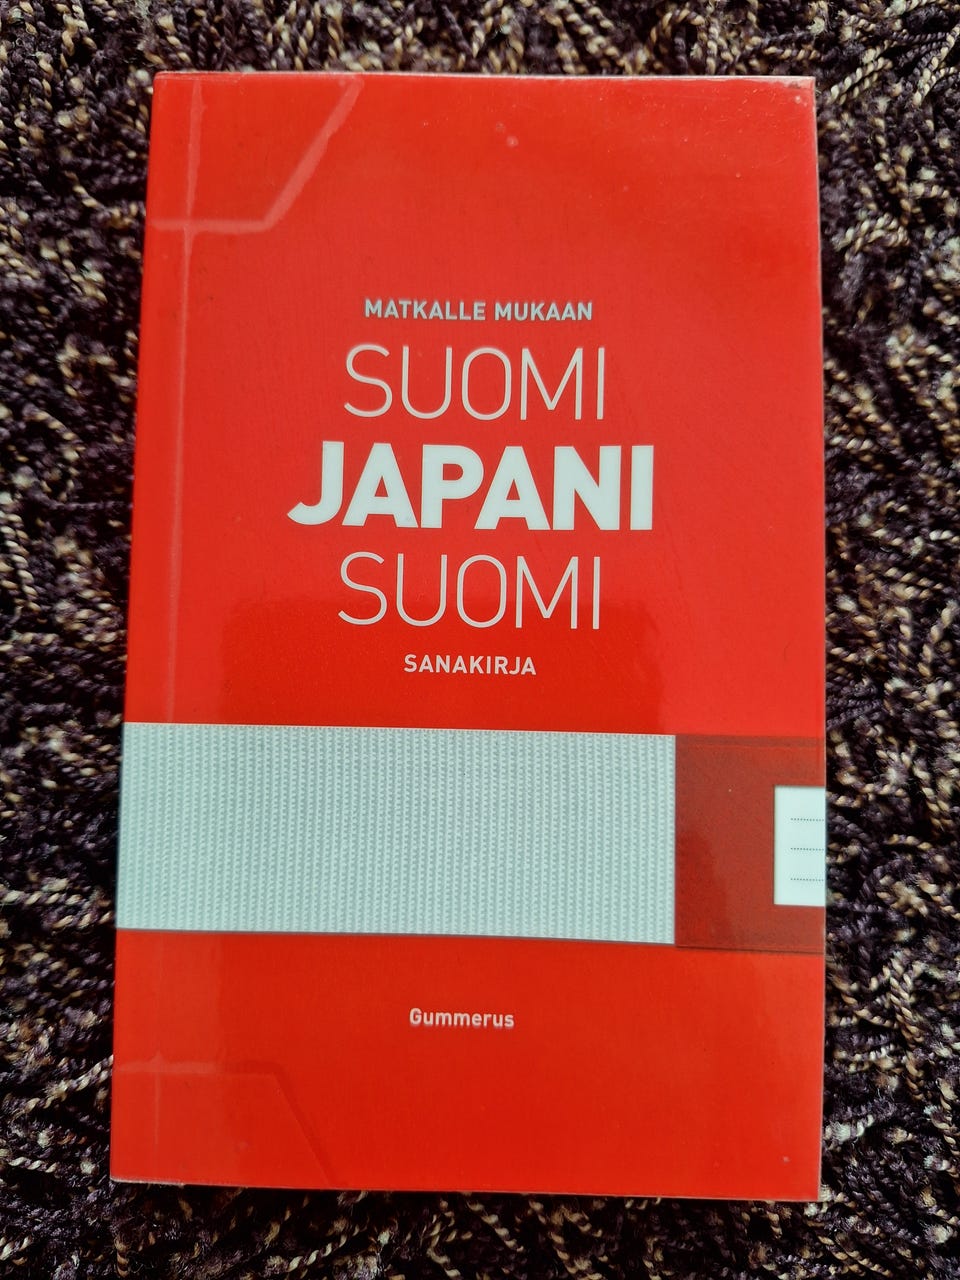 MATKALLE MUKAAN
SUOMI
JAPANI
SUOMI
SANAKIRJA
Gummerus